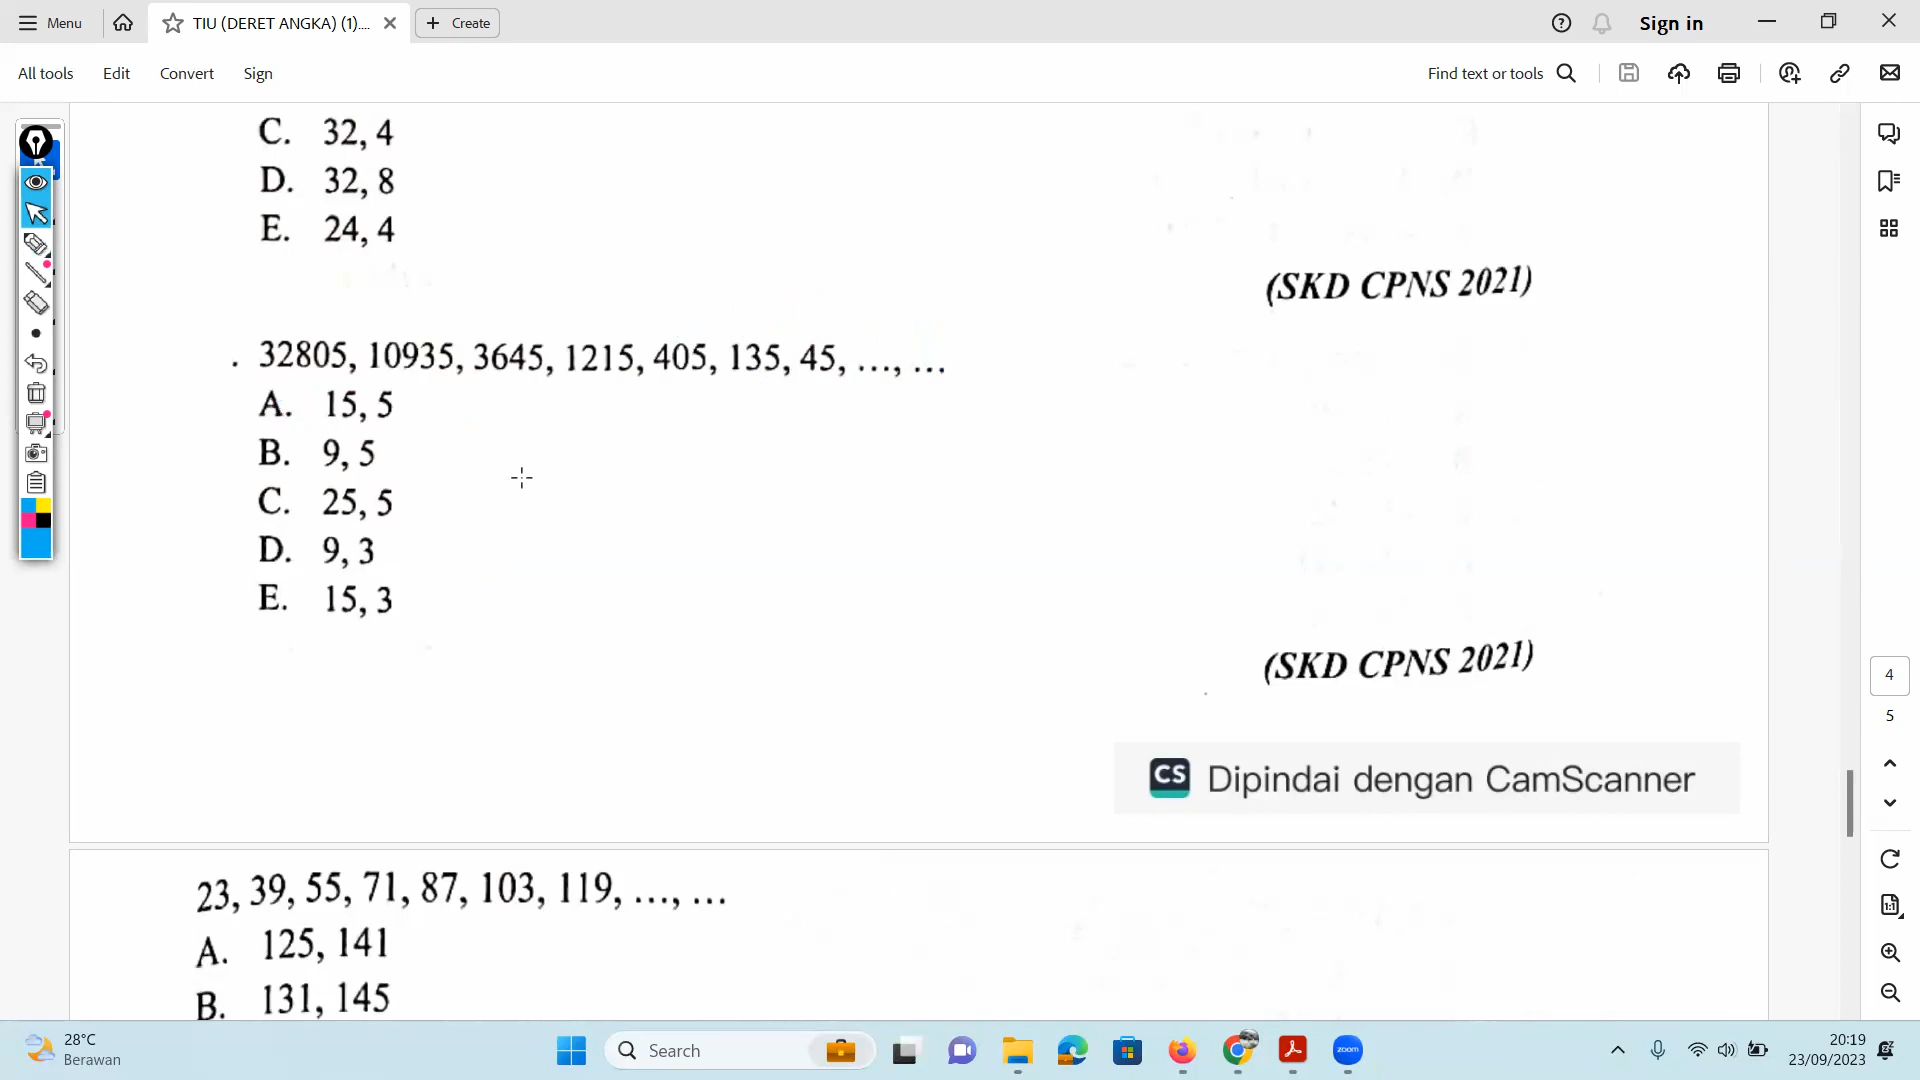 Menu
TIU (DERET ANGKA) (1)....
Create
Sign in
All tools
Edit
Convert
Sign
Find text or tools
C. 32, 4
D. 32, 8
E. 24, 4
(SKD CPNS 2021)
. 32805, 10935, 3645, 1215, 405, 135, 45, ..., ...
A. 15, 5
B. 9, 5
C. 25, 5
D. 9, 3
E. 15, 3
(SKD CPNS 2021)
4
5
CS Dipindai dengan CamScanner
23, 39, 55, 71, 87, 103, 119, ..., ...
A. 125, 141
B. 131, 145
1:1
28°C
Berawan
Search
zoom
20:19
23/09/2023